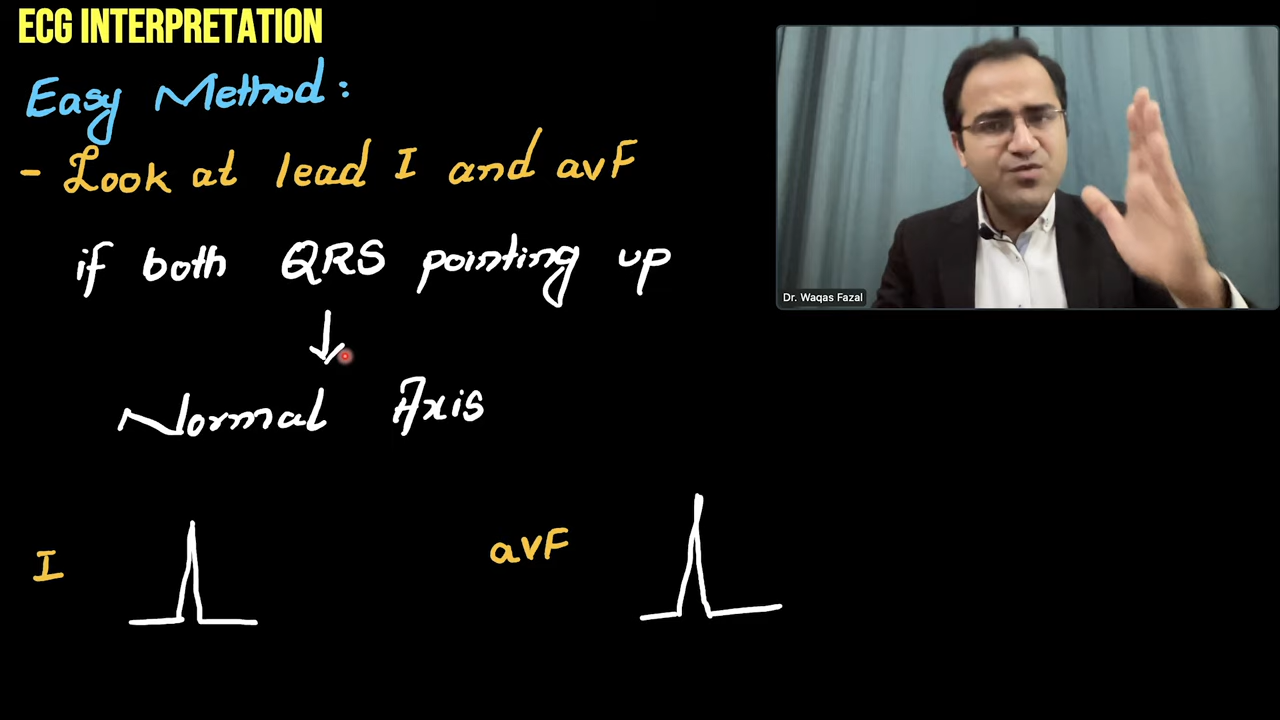 ECG INTERPRETATION
Easy Method:
- Look at lead I and avF
if both QRS pointing up
↓
Normal Axis
I
avF
Dr. Waqas Fazal